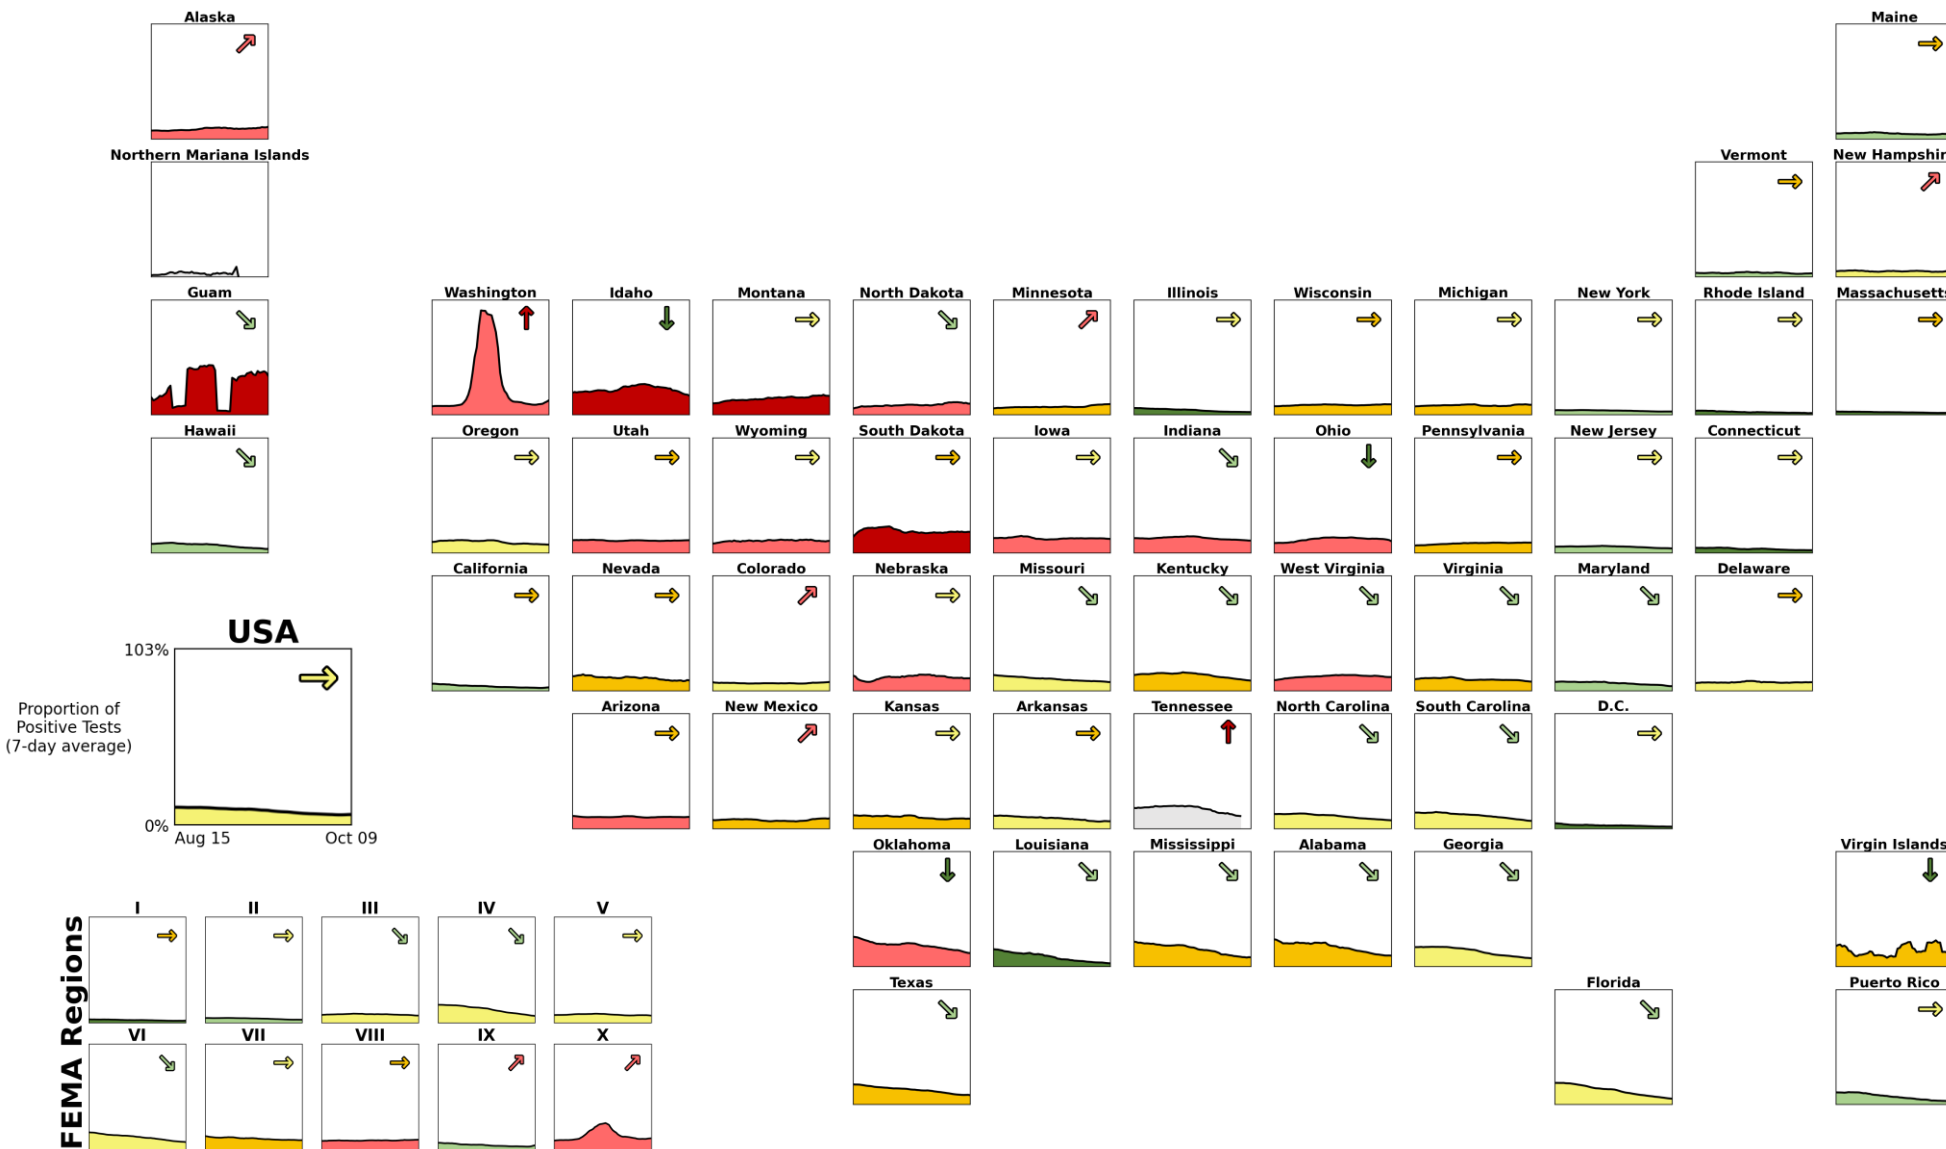 Alaska
Maine
Northern Mariana Islands
Vermont
New Hampshir
Guam
Washington
Idaho
Montana
North Dakota
Minnesota
Illinois
Wisconsin
Michigan
New York
Rhode Island
Massachusetts
Hawaii
Oregon
Utah
Wyoming
South Dakota
Iowa
Indiana
Ohio
Pennsylvania
New Jersey
Connecticut
California
Nevada
Colorado
Nebraska
Missouri
Kentucky
West Virginia
Virginia
Maryland
Delaware
USA
103%
Proportion of
Positive Tests
(7-day average)
0%
Aug 15
Oct 09
Arizona
New Mexico
Kansas
Arkansas
Tennessee
North Carolina
South Carolina
D.C.
Oklahoma
Louisiana
Mississippi
Alabama
Georgia
Virgin Islands
Texas
Florida
Puerto Rico
FEMA Regions
I
II
III
IV
V
VI
VII
VIII
IX
X